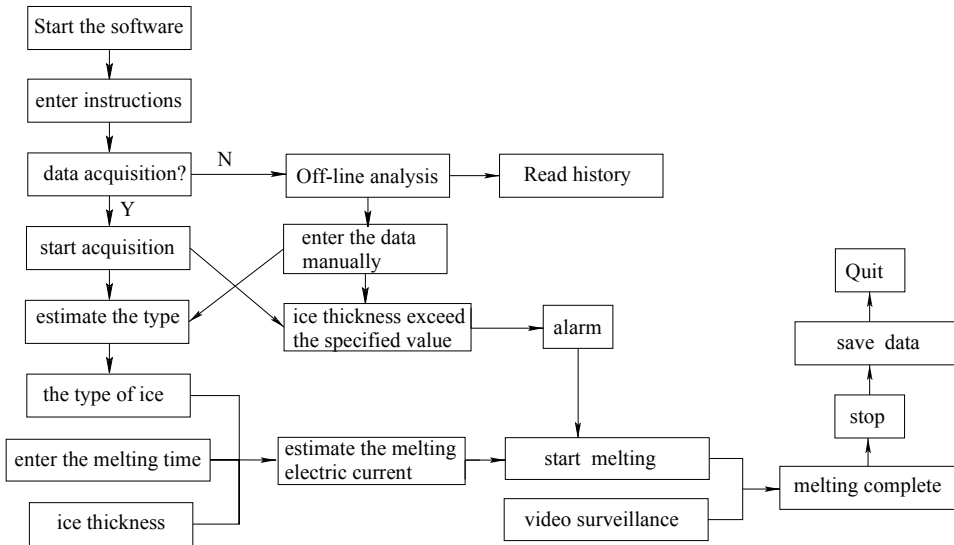 Start the software
enter instructions
data acquisition?
N
Off-line analysis
Read history
Y
start acquisition
enter the data
manually
Quit
estimate the type
ice thickness exceed
the specified value
alarm
save data
the type of ice
stop
enter the melting time
estimate the melting
electric current
start melting
melting complete
ice thickness
video surveillance